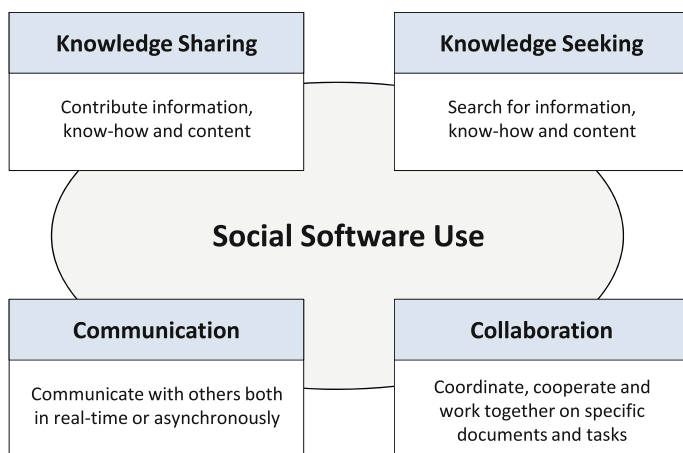 Knowledge Sharing
Contribute information,
know-how and content
Knowledge Seeking
Search for information,
know-how and content
Social Software Use
Communication
Communicate with others both
in real-time or asynchronously
Collaboration
Coordinate, cooperate and
work together on specific
documents and tasks